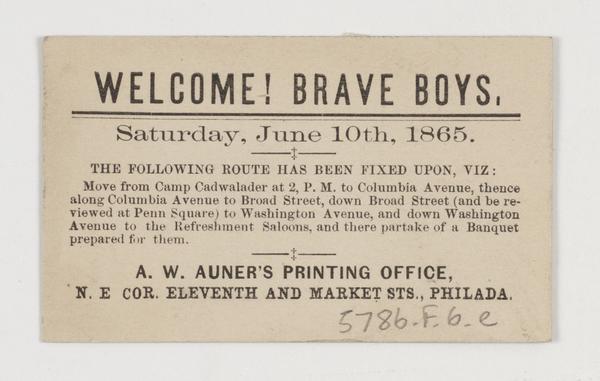 WELCOME! BRAVE BOYS.
Saturday, June 10th, 1865.
THE FOLLOWING ROUTE HAS BEEN FIXED UPON, VIZ:
Move from Camp Cadwalader at 2, P. M. to Columbia Avenue, thence
along Columbia Avenue to Broad Street, down Broad Street (and be re-
viewed at Penn Square) to Washington Avenue, and down Washington
Avenue to the Refreshment Saloons, and there partake of a Banquet
prepared for them.
A. W. AUNER'S PRINTING OFFICE,
N. E COR. ELEVENTH AND MARKET STS., PHILADA.
5786.F.6.e